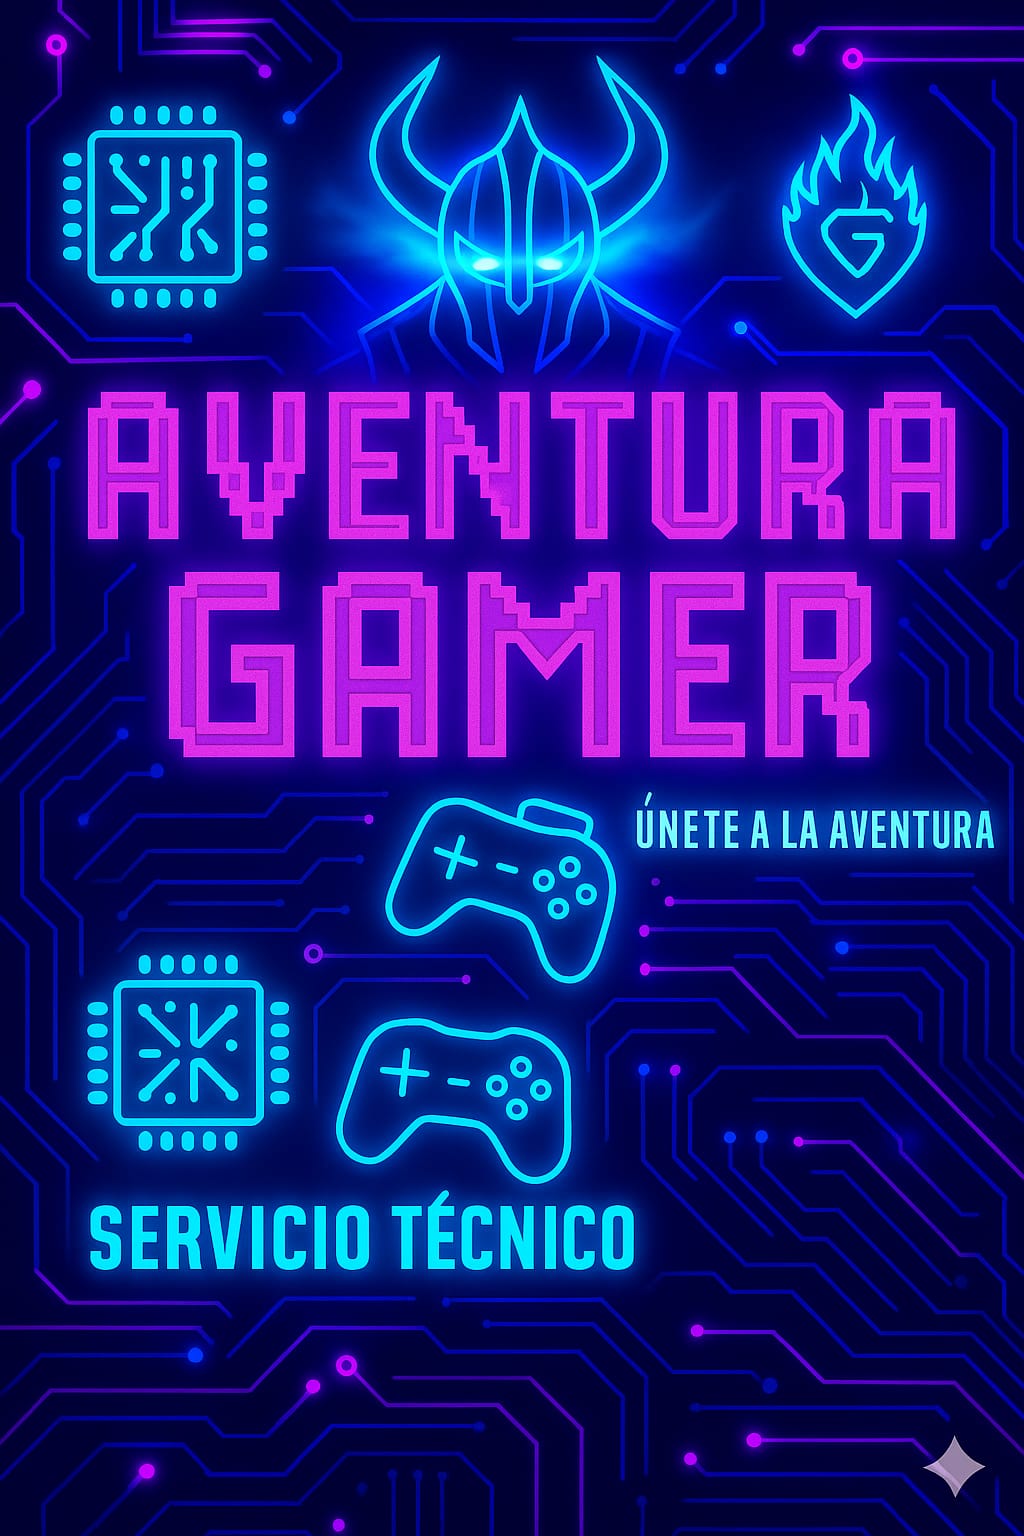 G
AVENTURA
GAMER
ÚNETE A LA AVENTURA
SERVICIO TÉCNICO